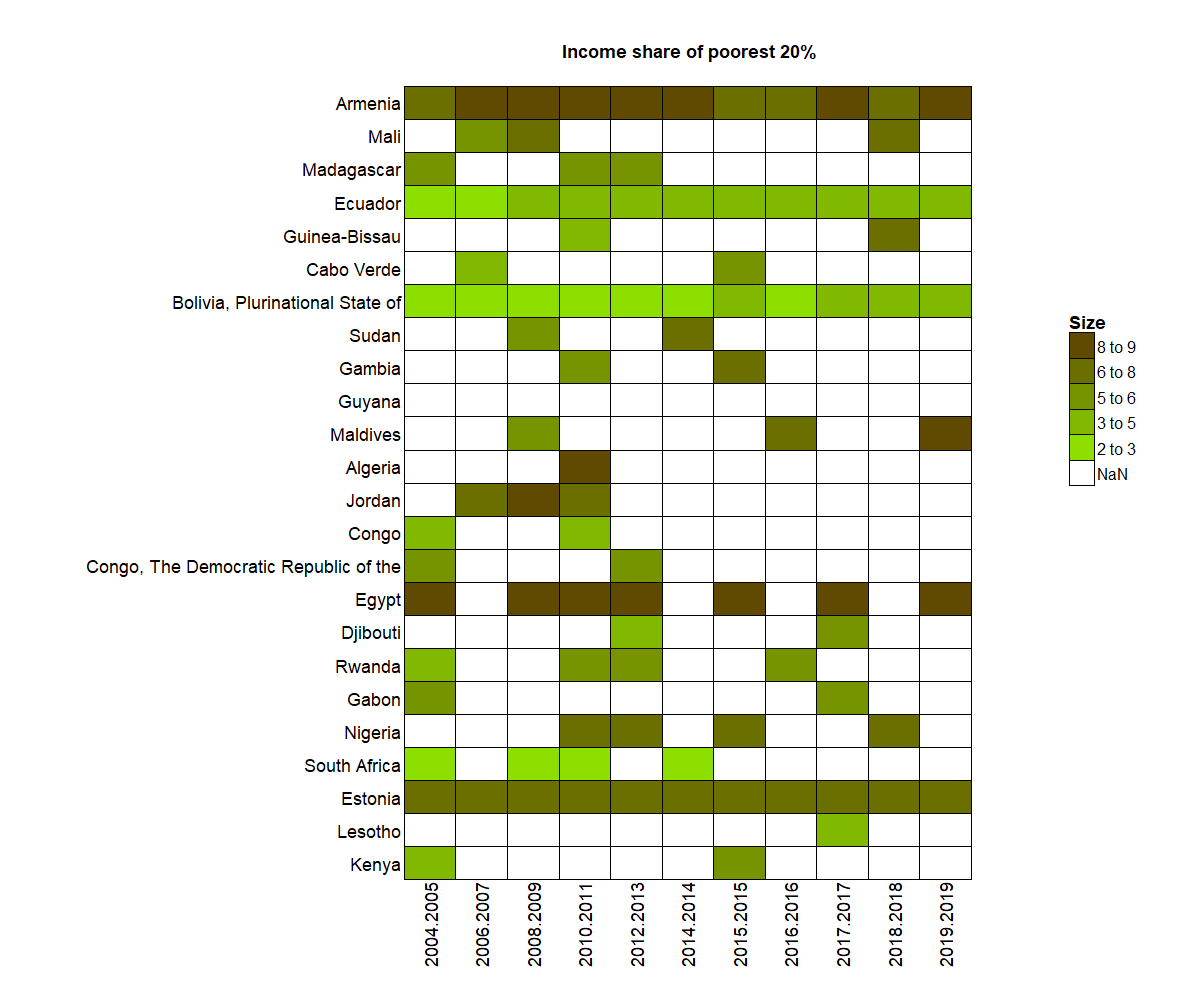 Income share of poorest 20%
Armenia
Mali
Madagascar
Ecuador
Guinea-Bissau
Cabo Verde
Bolivia, Plurinational State of
Sudan
Gambia
Guyana
Maldives
Algeria
Jordan
Congo
Congo, The Democratic Republic of the
Egypt
Djibouti
Rwanda
Gabon
Nigeria
South Africa
Estonia
Lesotho
Kenya
2004.2005
2006.2007
2008.2009
2010.2011
2012.2013
2014.2014
2015.2015
2016.2016
2017.2017
2018.2018
2019.2019
Size
8 to 9
6 to 8
5 to 6
3 to 5
2 to 3
NaN